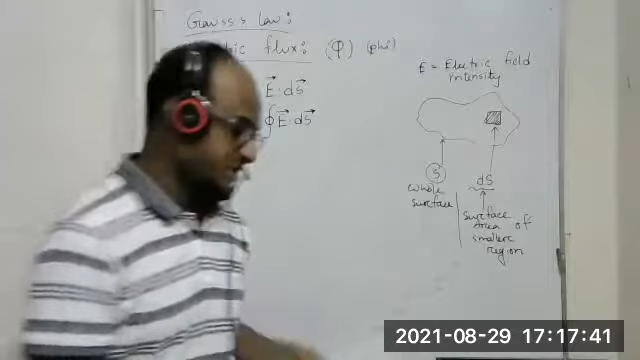 Gauss's law:
flux: (φ) (phi)
E⃗·ds⃗
∮E⃗·ds⃗
E = Electric field
intensity
S
ds
whole
surface
surface
area of
smaller
region
2021-08-29 17:17:41